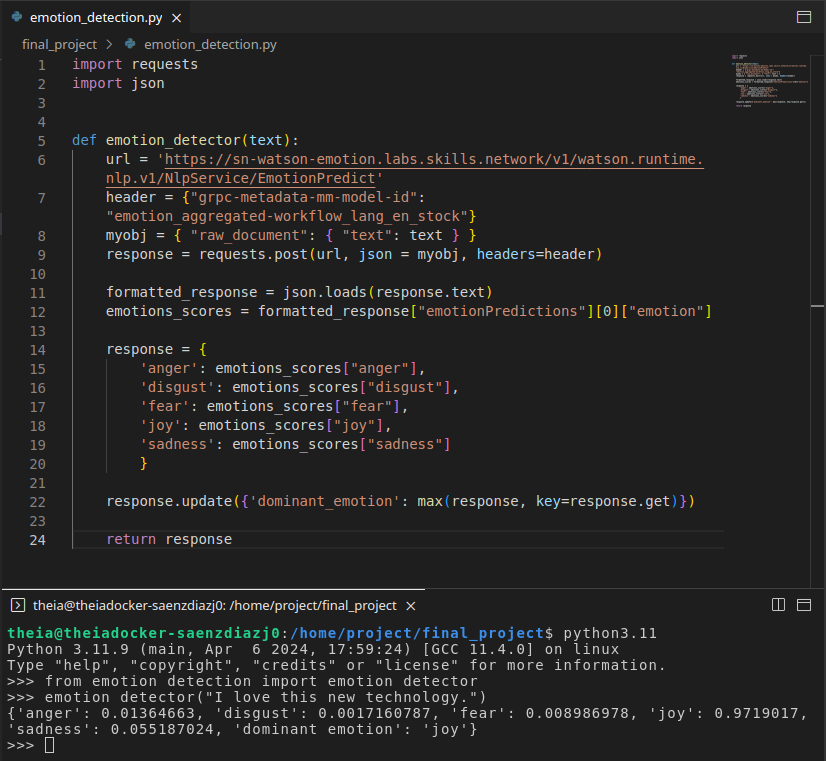 emotion_detection.py ×
final_project > emotion_detection.py
1 import requests
2 import json
3
4
5 def emotion_detector(text):
6     url = 'https://sn-watson-emotion.labs.skills.network/v1/watson.runtime.
nlp.v1/NlpService/EmotionPredict'
7     header = {"grpc-metadata-mm-model-id":
"emotion_aggregated-workflow_lang_en_stock"}
8     myobj = { "raw_document": { "text": text } }
9     response = requests.post(url, json = myobj, headers=header)
10
11     formatted_response = json.loads(response.text)
12     emotions_scores = formatted_response["emotionPredictions"][0]["emotion"]
13
14     response = {
15         'anger': emotions_scores["anger"],
16         'disgust': emotions_scores["disgust"],
17         'fear': emotions_scores["fear"],
18         'joy': emotions_scores["joy"],
19         'sadness': emotions_scores["sadness"]
20         }
21
22     response.update({'dominant_emotion': max(response, key=response.get)})
23
24     return response
theia@theiadocker-saenzdiazj0: /home/project/final_project ×
theia@theiadocker-saenzdiazj0:/home/project/final_project$ python3.11
Python 3.11.9 (main, Apr  6 2024, 17:59:24) [GCC 11.4.0] on linux
Type "help", "copyright", "credits" or "license" for more information.
>>> from emotion detection import emotion detector
>>> emotion detector("I love this new technology.")
{'anger': 0.01364663, 'disgust': 0.0017160787, 'fear': 0.008986978, 'joy': 0.9719017,
'sadness': 0.055187024, 'dominant emotion': 'joy'}
>>>